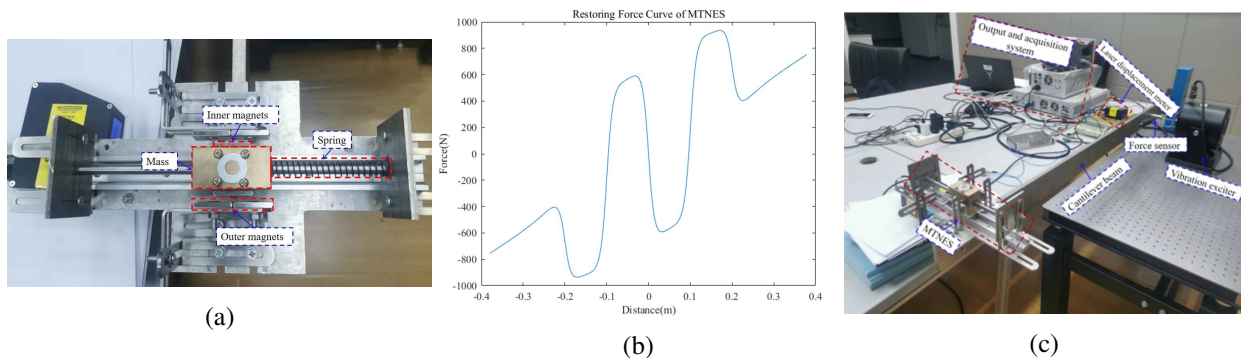 Inner magnets
Mass
Spring
Outer magnets
(a)
Restoring Force Curve of MTNES
Force(N)
1000
800
600
400
200
0
-200
-400
-600
-800
-1000
-0.4 -0.3 -0.2 -0.1 0 0.1 0.2 0.3 0.4
Distance(m)
(b)
Output and acquisition
system
Laser displacement meter
Force sensor
Vibration exciter
Cantilever beam
MTNES
(c)